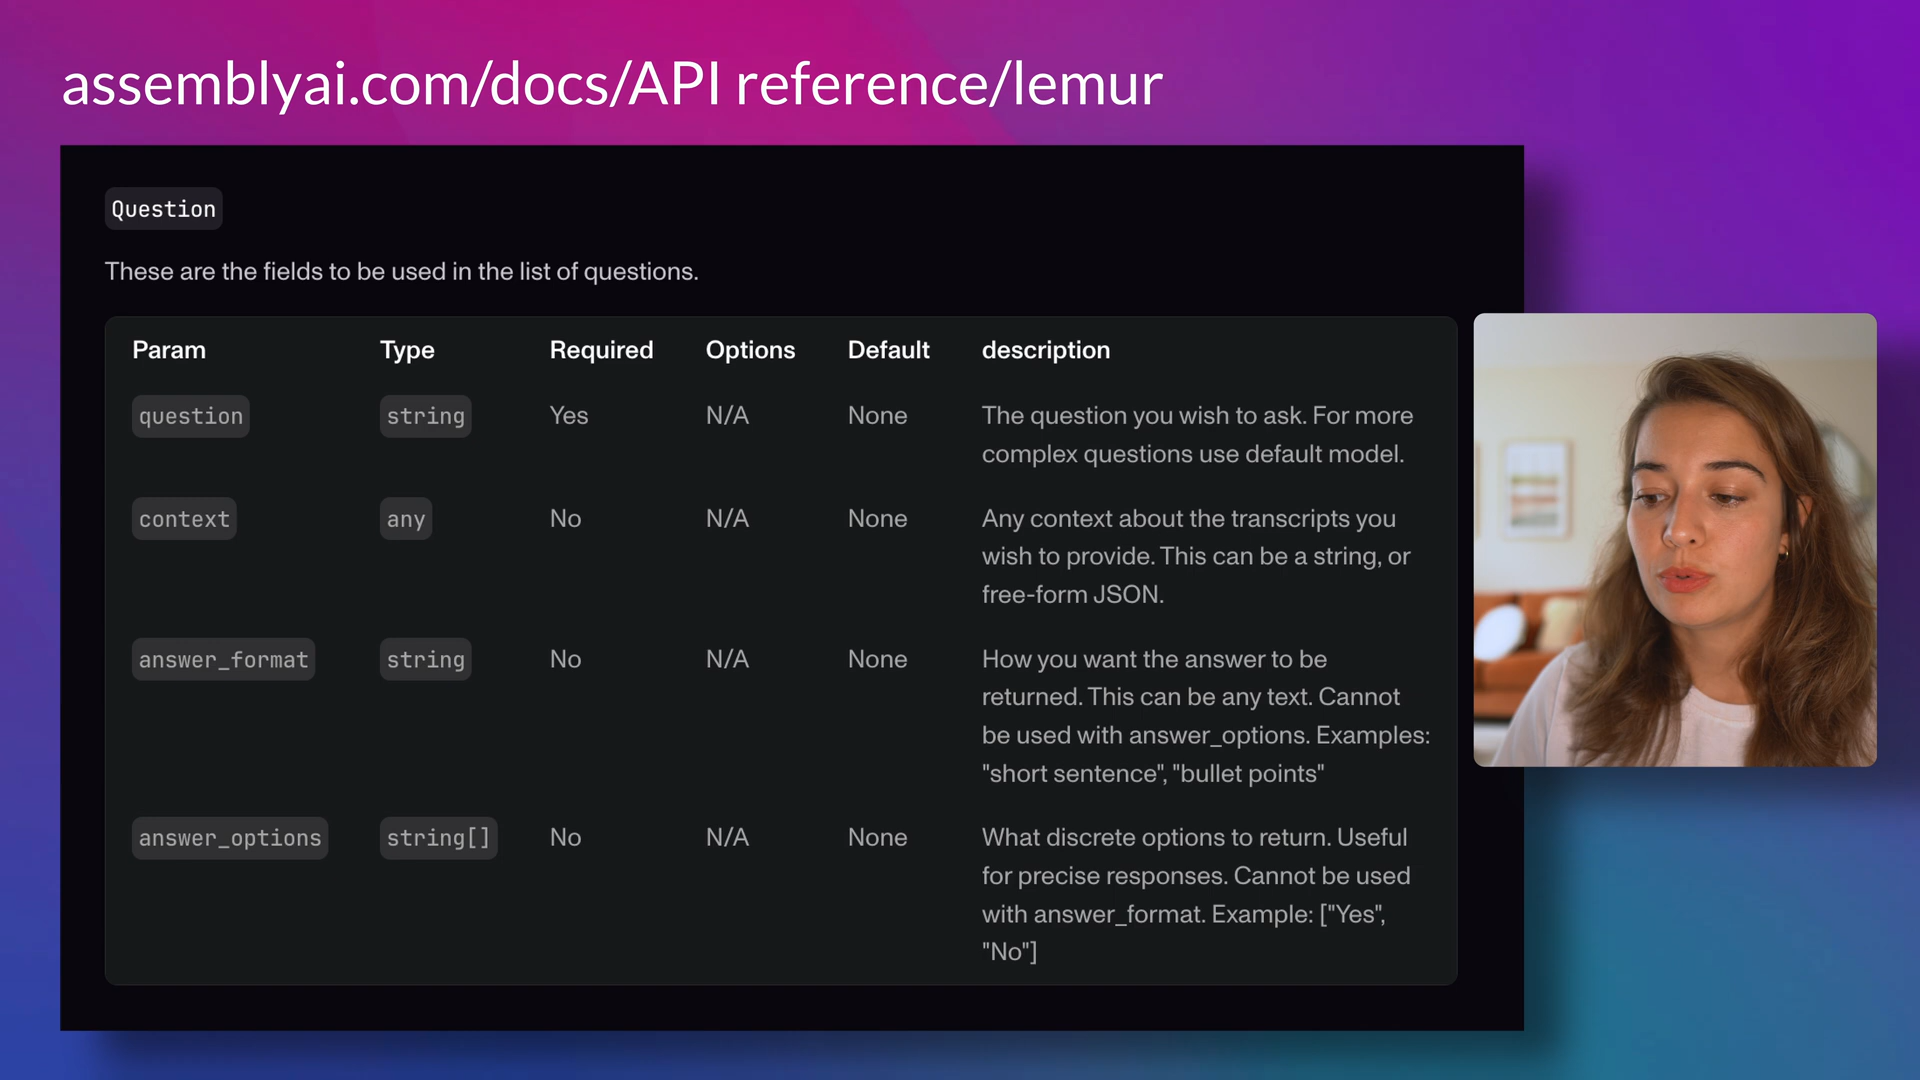 assemblyai.com/docs/API reference/lemur
Question
These are the fields to be used in the list of questions.
Param Type Required Options Default description
question string Yes N/A None The question you wish to ask. For more
complex questions use default model.
context any No N/A None Any context about the transcripts you
wish to provide. This can be a string, or
free-form JSON.
answer_format string No N/A None How you want the answer to be
returned. This can be any text. Cannot
be used with answer_options. Examples:
"short sentence", "bullet points"
answer_options string[] No N/A None What discrete options to return. Useful
for precise responses. Cannot be used
with answer_format. Example: ["Yes",
"No"]